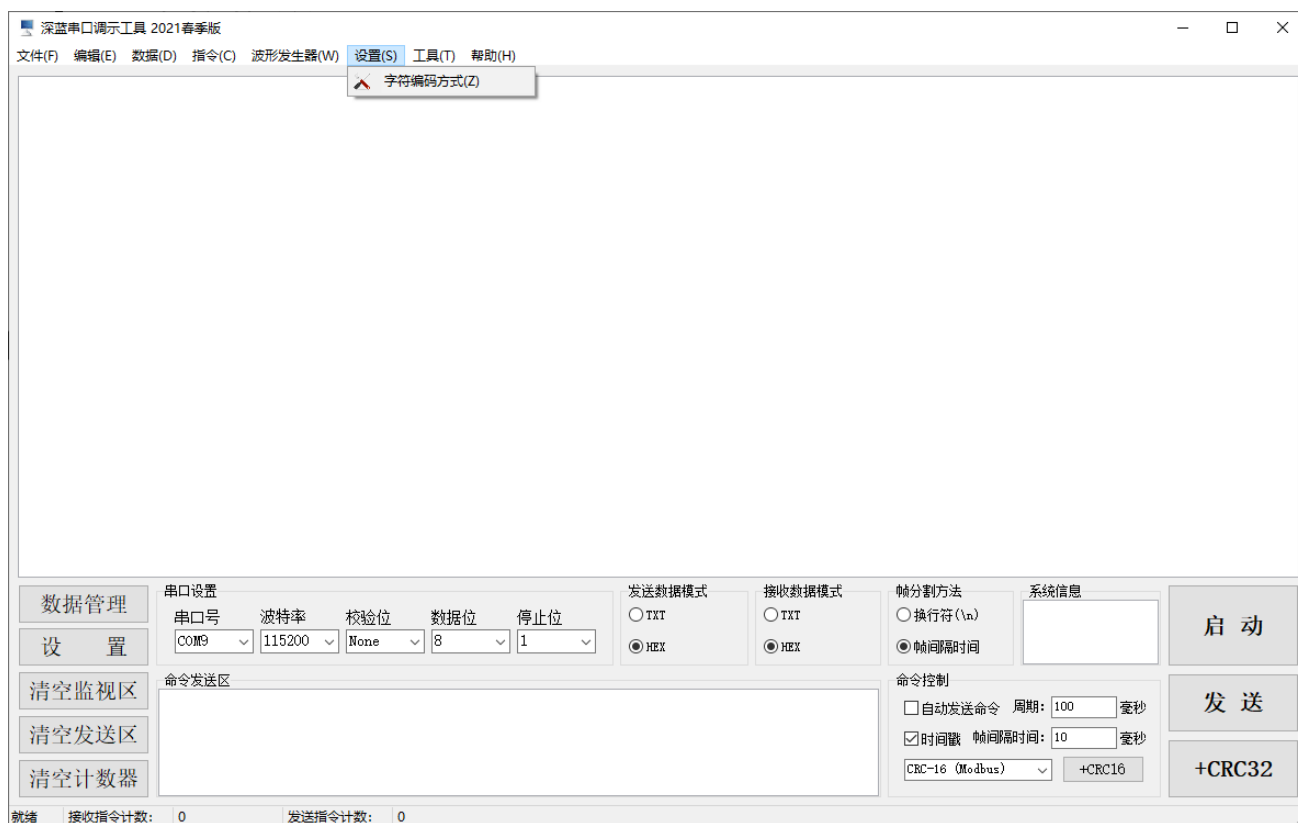 深蓝串口调示工具 2021春季版
文件(F) 编辑(E) 数据(D) 指令(C) 波形发生器(W) 设置(S) 工具(T) 帮助(H)
字符编码方式(Z)
数据管理
设 置
清空监视区
清空发送区
清空计数器
串口设置
串口号 波特率 校验位 数据位 停止位
COM9 115200 None 8 1
发送数据模式
TXT
HEX
接收数据模式
TXT
HEX
帧分割方法
换行符(\n)
帧间隔时间
系统信息
启 动
命令发送区
命令控制
自动发送命令 周期: 100 毫秒
时间戳 帧间隔时间: 10 毫秒
CRC-16 (Modbus) +CRC16
发 送
+CRC32
就绪 接收指令计数: 0 发送指令计数: 0